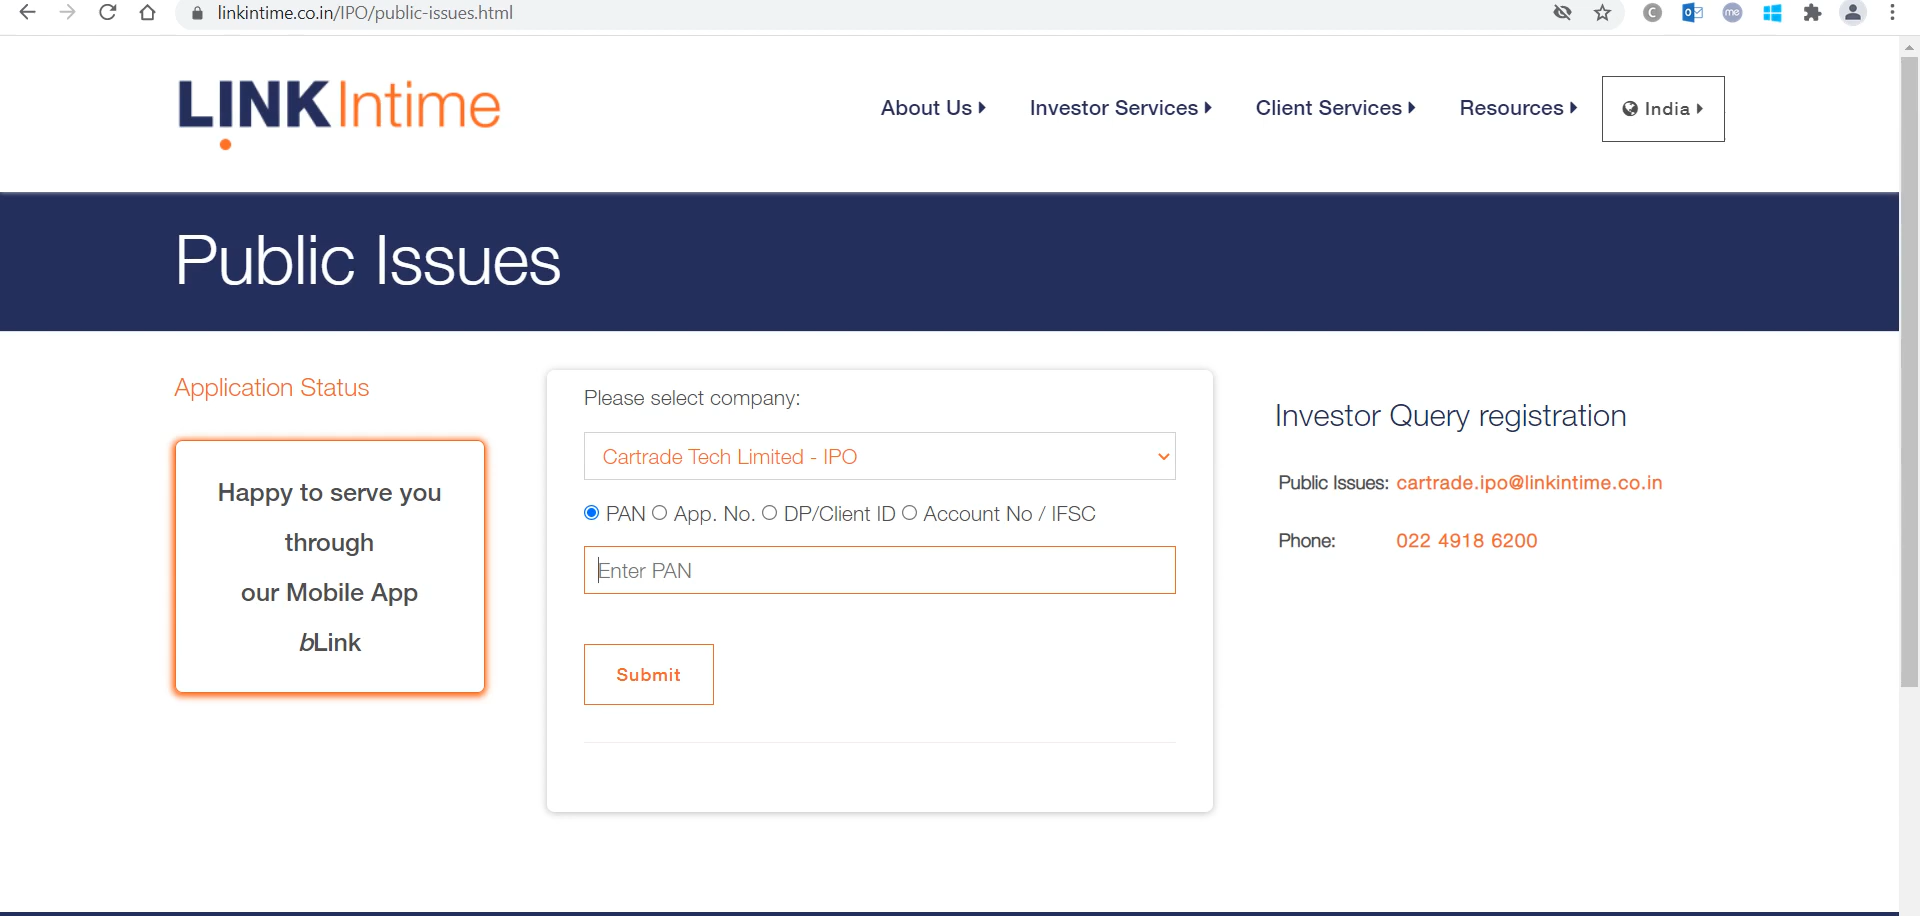 linkintime.co.in/IPO/public-issues.html
C
me
LINK Intime
About Us
Investor Services
Client Services
Resources
India
Public Issues
Application Status
Happy to serve you
through
our Mobile App
bLink
Please select company:
Cartrade Tech Limited - IPO
PAN App. No. DP/Client ID Account No / IFSC
Enter PAN
Submit
Investor Query registration
Public Issues: cartrade.ipo@linkintime.co.in
Phone: 022 4918 6200